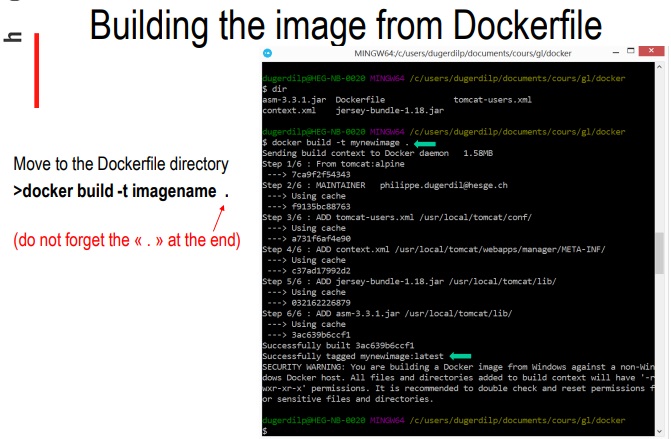 Building the image from Dockerfile
h
MINGW64:/c/users/dugerdilp/documents/cours/gl/docker
Move to the Dockerfile directory
>docker build -t imagename .
(do not forget the « . » at the end)
dugerdilp@HEG-NB-0020 MINGW64 /c/users/dugerdilp/documents/cours/gl/docker
$ dir
asm-3.3.1.jar Dockerfile tomcat-users.xml
context.xml jersey-bundle-1.18.jar
dugerdilp@HEG-NB-0020 MINGW64 /c/users/dugerdilp/documents/cours/gl/docker
$ docker build -t mynewimage .
Sending build context to Docker daemon 1.58MB
Step 1/6 : From tomcat:alpine
---> 7ca9f2f54343
Step 2/6 : MAINTAINER philippe.dugerdil@hesge.ch
---> Using cache
---> f9135bc88763
Step 3/6 : ADD tomcat-users.xml /usr/local/tomcat/conf/
---> Using cache
---> a731f6af4e90
Step 4/6 : ADD context.xml /usr/local/tomcat/webapps/manager/META-INF/
---> Using cache
---> c37ad17992d2
Step 5/6 : ADD jersey-bundle-1.18.jar /usr/local/tomcat/lib/
---> Using cache
---> 032162226879
Step 6/6 : ADD asm-3.3.1.jar /usr/local/tomcat/lib/
---> Using cache
---> 3ac639b6ccf1
Successfully built 3ac639b6ccf1
Successfully tagged mynewimage:latest
SECURITY WARNING: You are building a Docker image from Windows against a non-Win
dows Docker host. All files and directories added to build context will have '-r
wxr-xr-x' permissions. It is recommended to double check and reset permissions f
or sensitive files and directories.
dugerdilp@HEG-NB-0020 MINGW64 /c/users/dugerdilp/documents/cours/gl/docker
$